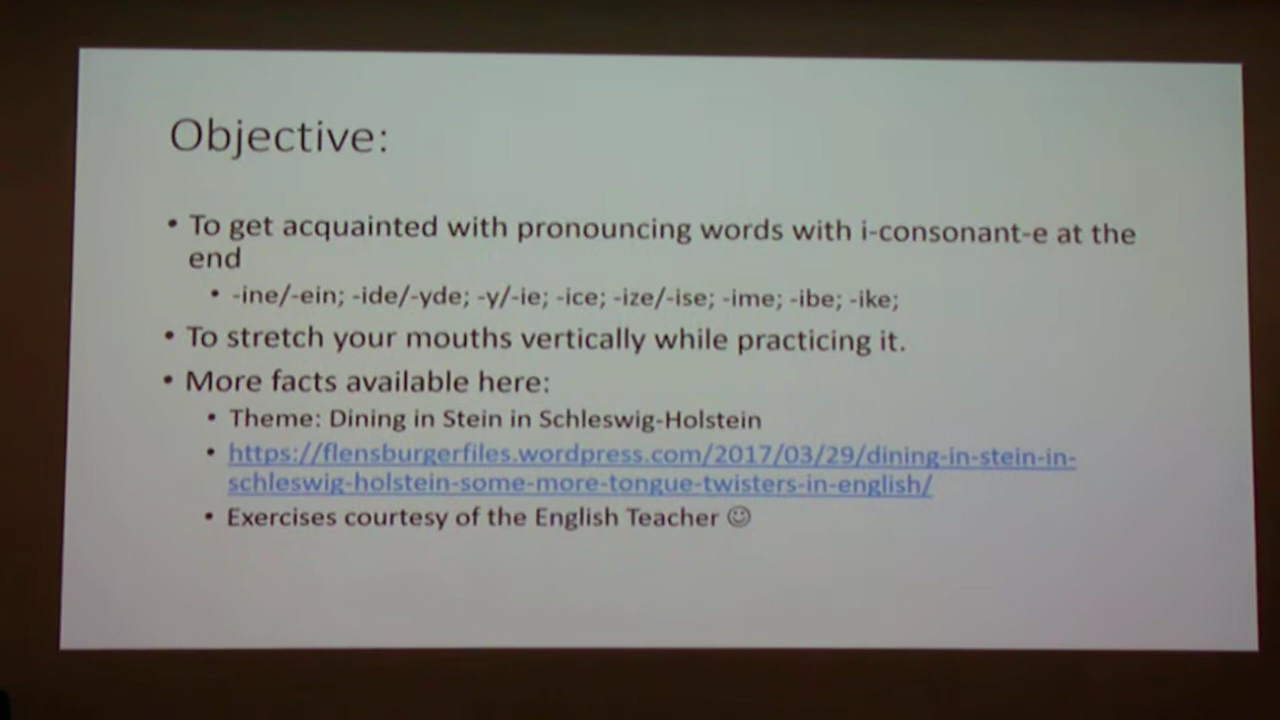 Objective:
• To get acquainted with pronouncing words with i-consonant-e at the
end
• -ine/-ein; -ide/-yde; -y/-ie; -ice; -ize/-ise; -ime; -ibe; -ike;
• To stretch your mouths vertically while practicing it.
• More facts available here:
• Theme: Dining in Stein in Schleswig-Holstein
• https://flensburgerfiles.wordpress.com/2017/03/29/dining-in-stein-in-
schleswig-holstein-some-more-tongue-twisters-in-english/
• Exercises courtesy of the English Teacher ☺